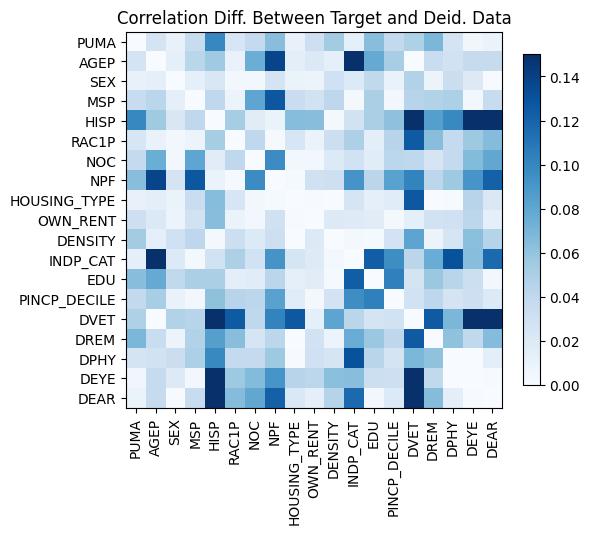 Correlation Diff. Between Target and Deid. Data
PUMA
AGEP
SEX
MSP
HISP
RAC1P
NOC
NPF
HOUSING_TYPE
OWN_RENT
DENSITY
INDP_CAT
EDU
PINCP_DECILE
DVET
DREM
DPHY
DEYE
DEAR
PUMA
AGEP
SEX
MSP
HISP
RAC1P
NOC
NPF
HOUSING_TYPE
OWN_RENT
DENSITY
INDP_CAT
EDU
PINCP_DECILE
DVET
DREM
DPHY
DEYE
DEAR
0.14
0.12
0.10
0.08
0.06
0.04
0.02
0.00